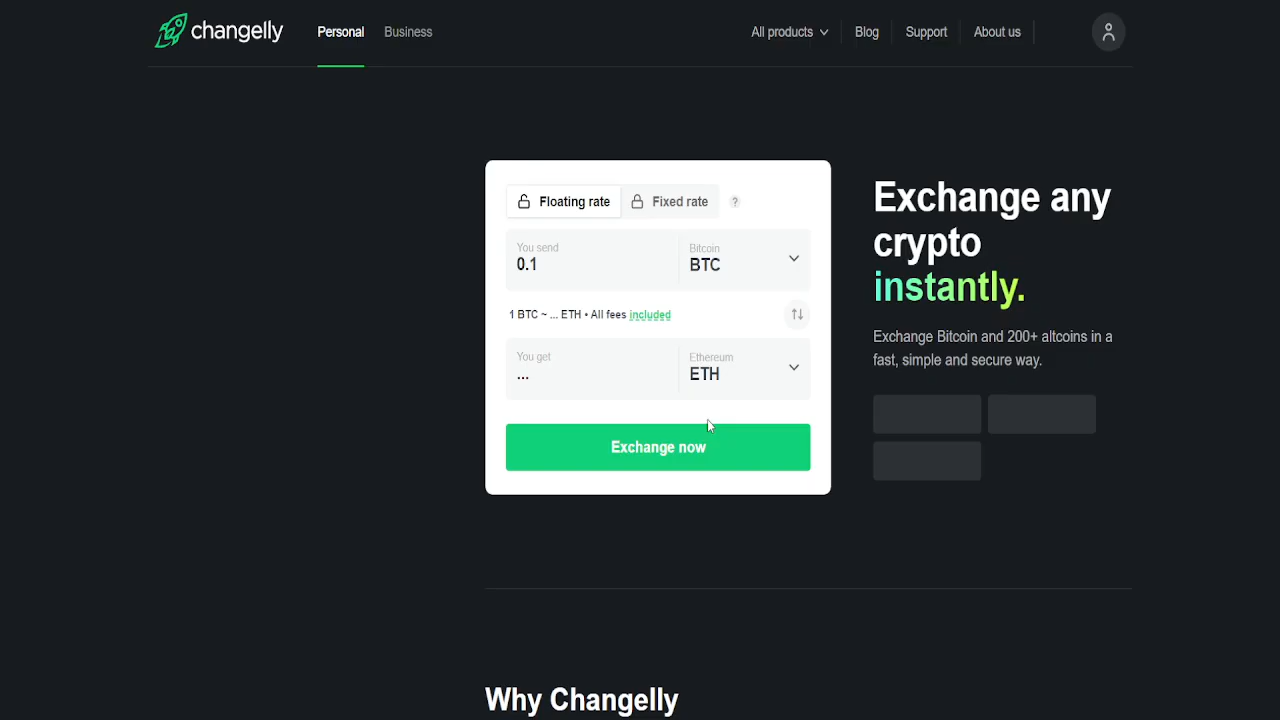 changelly
Personal
Business
All products
Blog
Support
About us
Floating rate
Fixed rate
?
You send
0.1
Bitcoin
BTC
1 BTC ~ ... ETH • All fees included
You get
...
Ethereum
ETH
Exchange now
Exchange any
crypto
instantly.
Exchange Bitcoin and 200+ altcoins in a
fast, simple and secure way.
Why Changelly